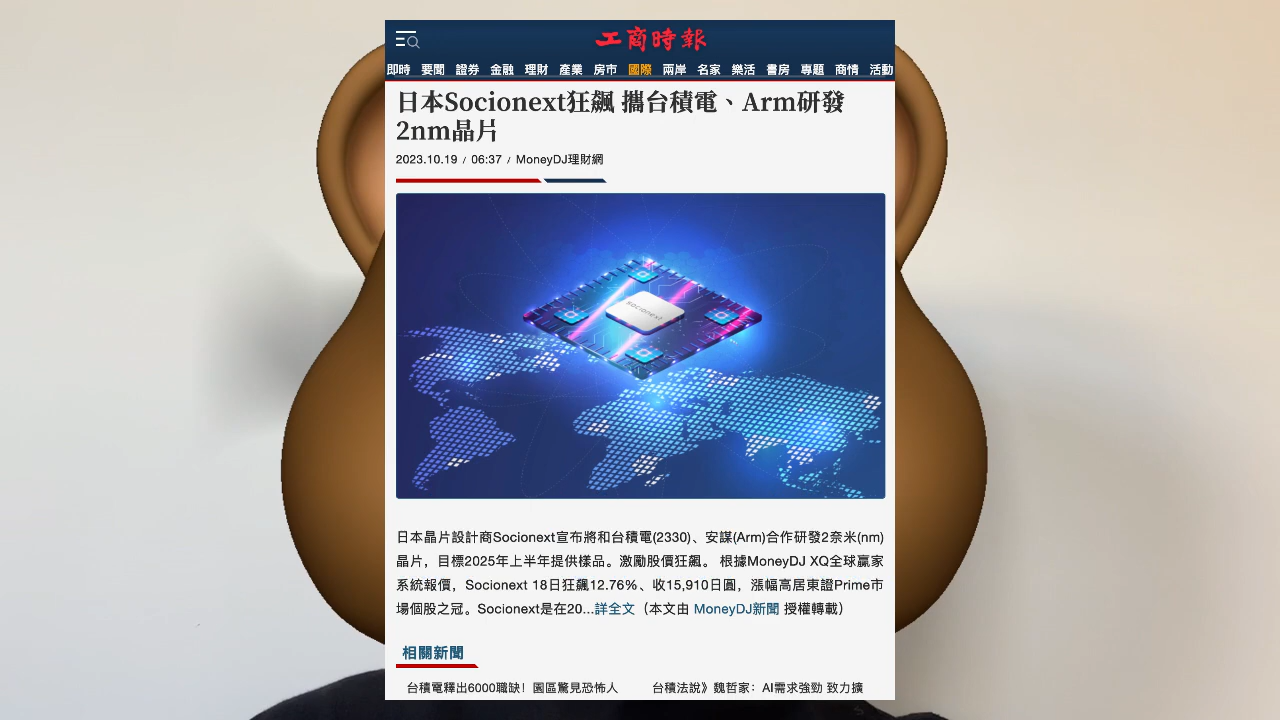 工商時報
即時 要聞 證券 金融 理財 產業 房市 國際 兩岸 名家 樂活 書房 專題 商情 活動
日本Socionext狂飆 攜台積電、Arm研發
2nm晶片
2023.10.19 / 06:37 / MoneyDJ理財網
Socionext
日本晶片設計商Socionext宣布將和台積電(2330)、安謀(Arm)合作研發2奈米(nm)
晶片，目標2025年上半年提供樣品。激勵股價狂飆。 根據MoneyDJ XQ全球贏家
系統報價，Socionext 18日狂飆12.76%、收15,910日圓，漲幅高居東證Prime市
場個股之冠。Socionext是在20...詳全文（本文由 MoneyDJ新聞 授權轉載）
相關新聞
台積電釋出6000職缺！園區驚見恐怖人
台積法說》魏哲家：AI需求強勁 致力擴